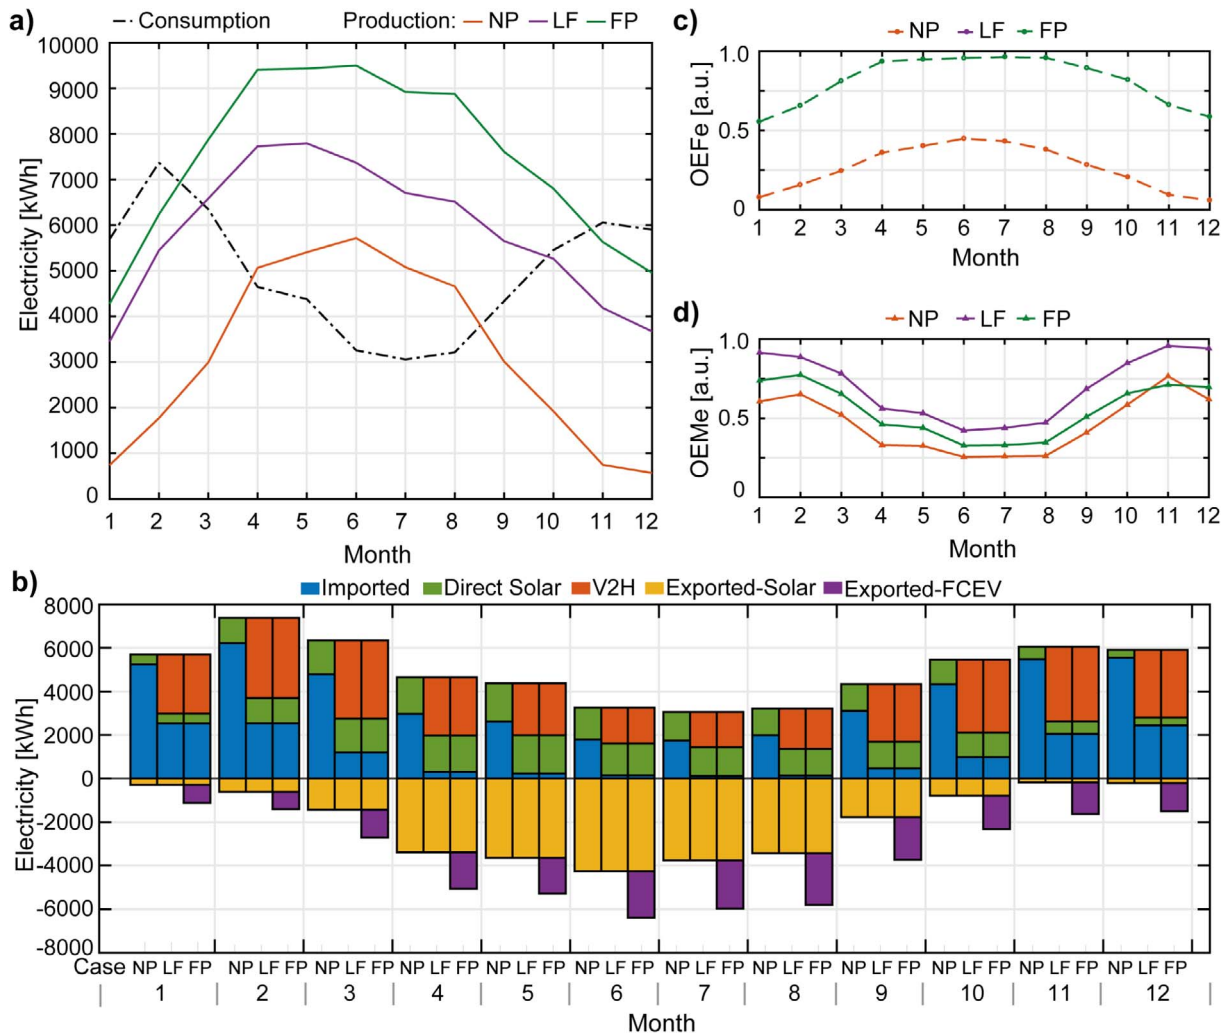 a)
Consumption Production: NP LF FP
10000
9000
8000
7000
6000
5000
4000
3000
2000
1000
0
Electricity [kWh]
1 2 3 4 5 6 7 8 9 10 11 12
Month
c)
NP LF FP
1.0
0.5
0
OEFe [a.u.]
1 2 3 4 5 6 7 8 9 10 11 12
Month
d)
NP LF FP
1.0
0.5
0
OEMe [a.u.]
1 2 3 4 5 6 7 8 9 10 11 12
Month
b)
Imported Direct Solar V2H Exported-Solar Exported-FCEV
8000
6000
4000
2000
0
-2000
-4000
-6000
-8000
Electricity [kWh]
Case NP LF FP NP LF FP NP LF FP NP LF FP NP LF FP NP LF FP NP LF FP NP LF FP NP LF FP NP LF FP NP LF FP NP LF FP
| 1 | 2 | 3 | 4 | 5 | 6 | 7 | 8 | 9 | 10 | 11 | 12 |
Month